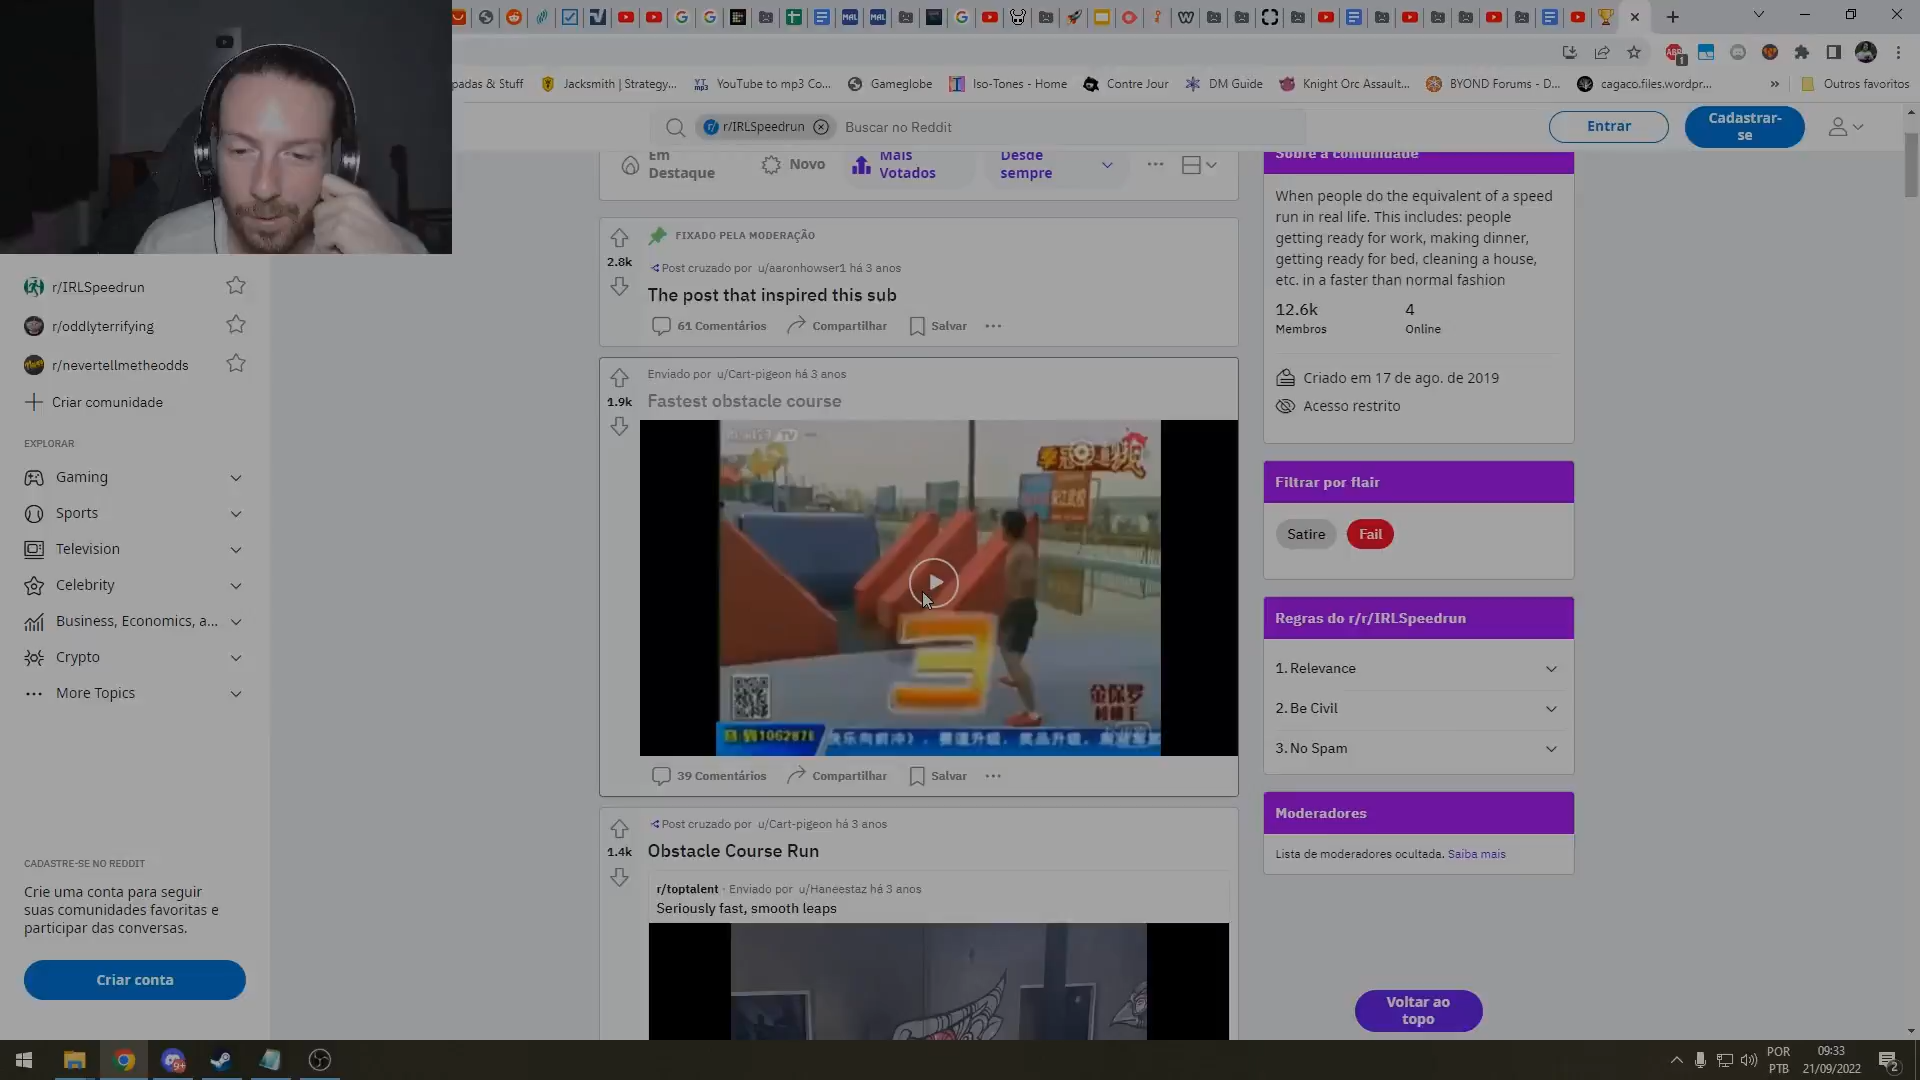 padas & Stuff
Jacksmith | Strategy...
YouTube to mp3 Co...
Gameglobe
Iso-Tones - Home
Contre Jour
DM Guide
Knight Orc Assault...
BYOND Forums - D...
cagaco.files.wordpr...
»
Outros favoritos
r/IRLSpeedrun
Buscar no Reddit
Entrar
Cadastrar-
se
Em
Destaque
Novo
Mais
Votados
Desde
sempre
r/IRLSpeedrun
r/oddlyterrifying
r/nevertellmetheodds
Criar comunidade
EXPLORAR
Gaming
Sports
Television
Celebrity
Business, Economics, a...
Crypto
More Topics
CADASTRE-SE NO REDDIT
Crie uma conta para seguir
suas comunidades favoritas e
participar das conversas.
Criar conta
FIXADO PELA MODERAÇÃO
2.8k
Post cruzado por u/aaronhowser1 há 3 anos
The post that inspired this sub
61 Comentários
Compartilhar
Salvar
Enviado por u/Cart-pigeon há 3 anos
1.9k
Fastest obstacle course
3
39 Comentários
Compartilhar
Salvar
Post cruzado por u/Cart-pigeon há 3 anos
1.4k
Obstacle Course Run
r/toptalent · Enviado por u/Haneestaz há 3 anos
Seriously fast, smooth leaps
Sobre a comunidade
When people do the equivalent of a speed
run in real life. This includes: people
getting ready for work, making dinner,
getting ready for bed, cleaning a house,
etc. in a faster than normal fashion
12.6k
Membros
4
Online
Criado em 17 de ago. de 2019
Acesso restrito
Filtrar por flair
Satire
Fail
Regras do r/r/IRLSpeedrun
1. Relevance
2. Be Civil
3. No Spam
Moderadores
Lista de moderadores ocultada. Saiba mais
Voltar ao
topo
POR
PTB
09:33
21/09/2022
2